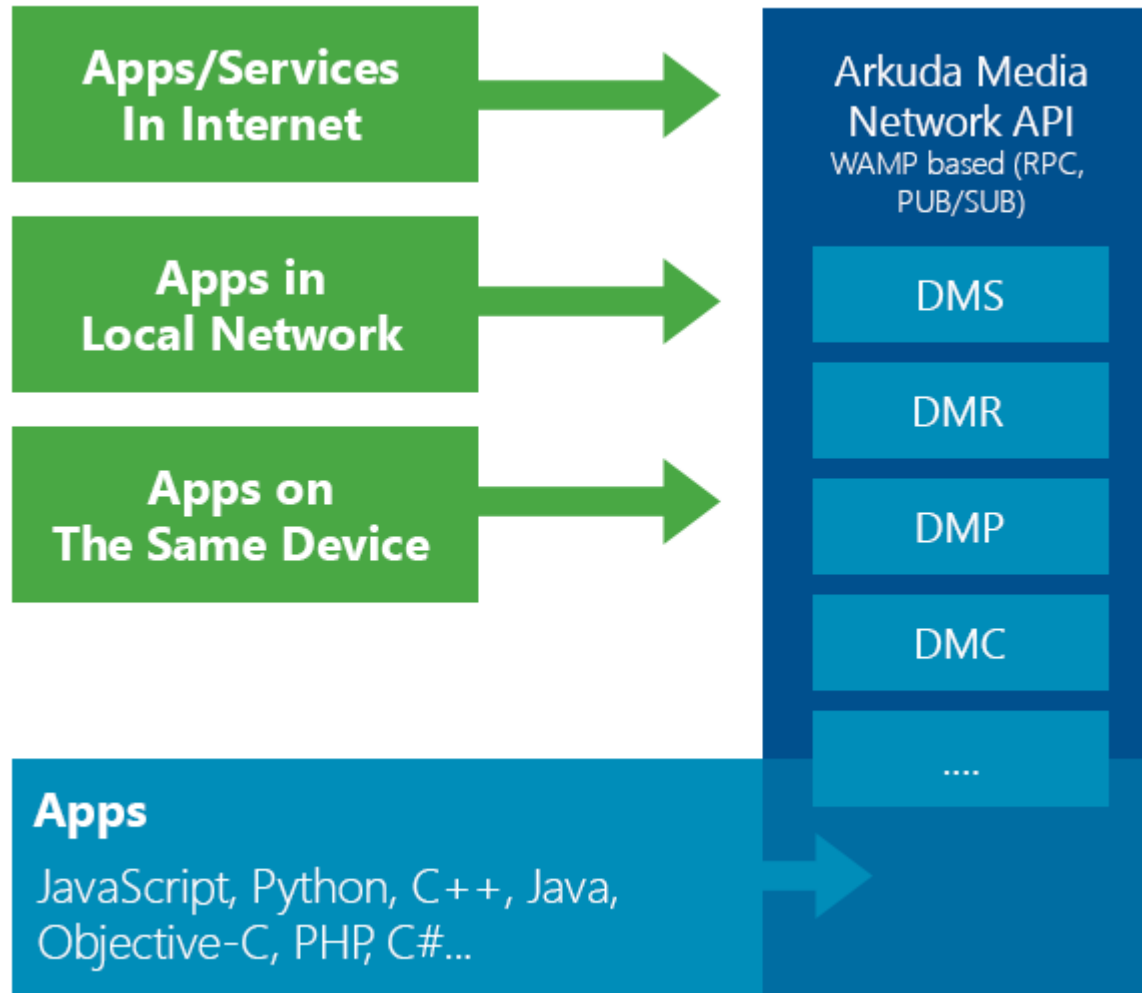 Apps/Services
In Internet
Apps in
Local Network
Apps on
The Same Device
Arkuda Media
Network API
WAMP based (RPC,
PUB/SUB)
DMS
DMR
DMP
DMC
....
Apps
JavaScript, Python, C++, Java,
Objective-C, PHP, C#...